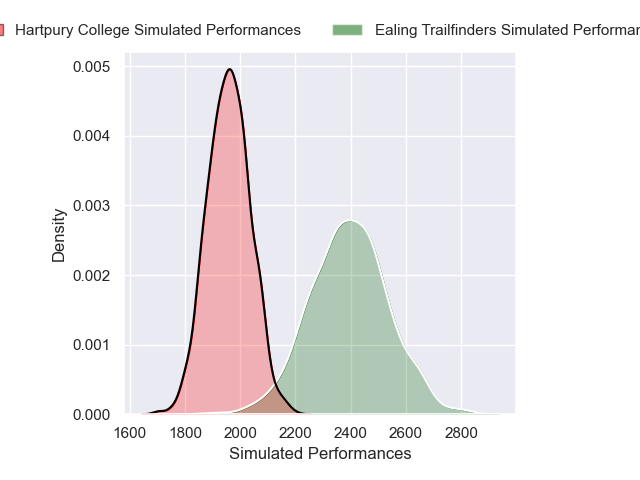 Hartpury College Simulated Performances
Ealing Trailfinders Simulated
0.005
0.004
0.003
0.002
0.001
0.000
Density
1600 1800 2000 2200 2400 2600 2800
Simulated Performances